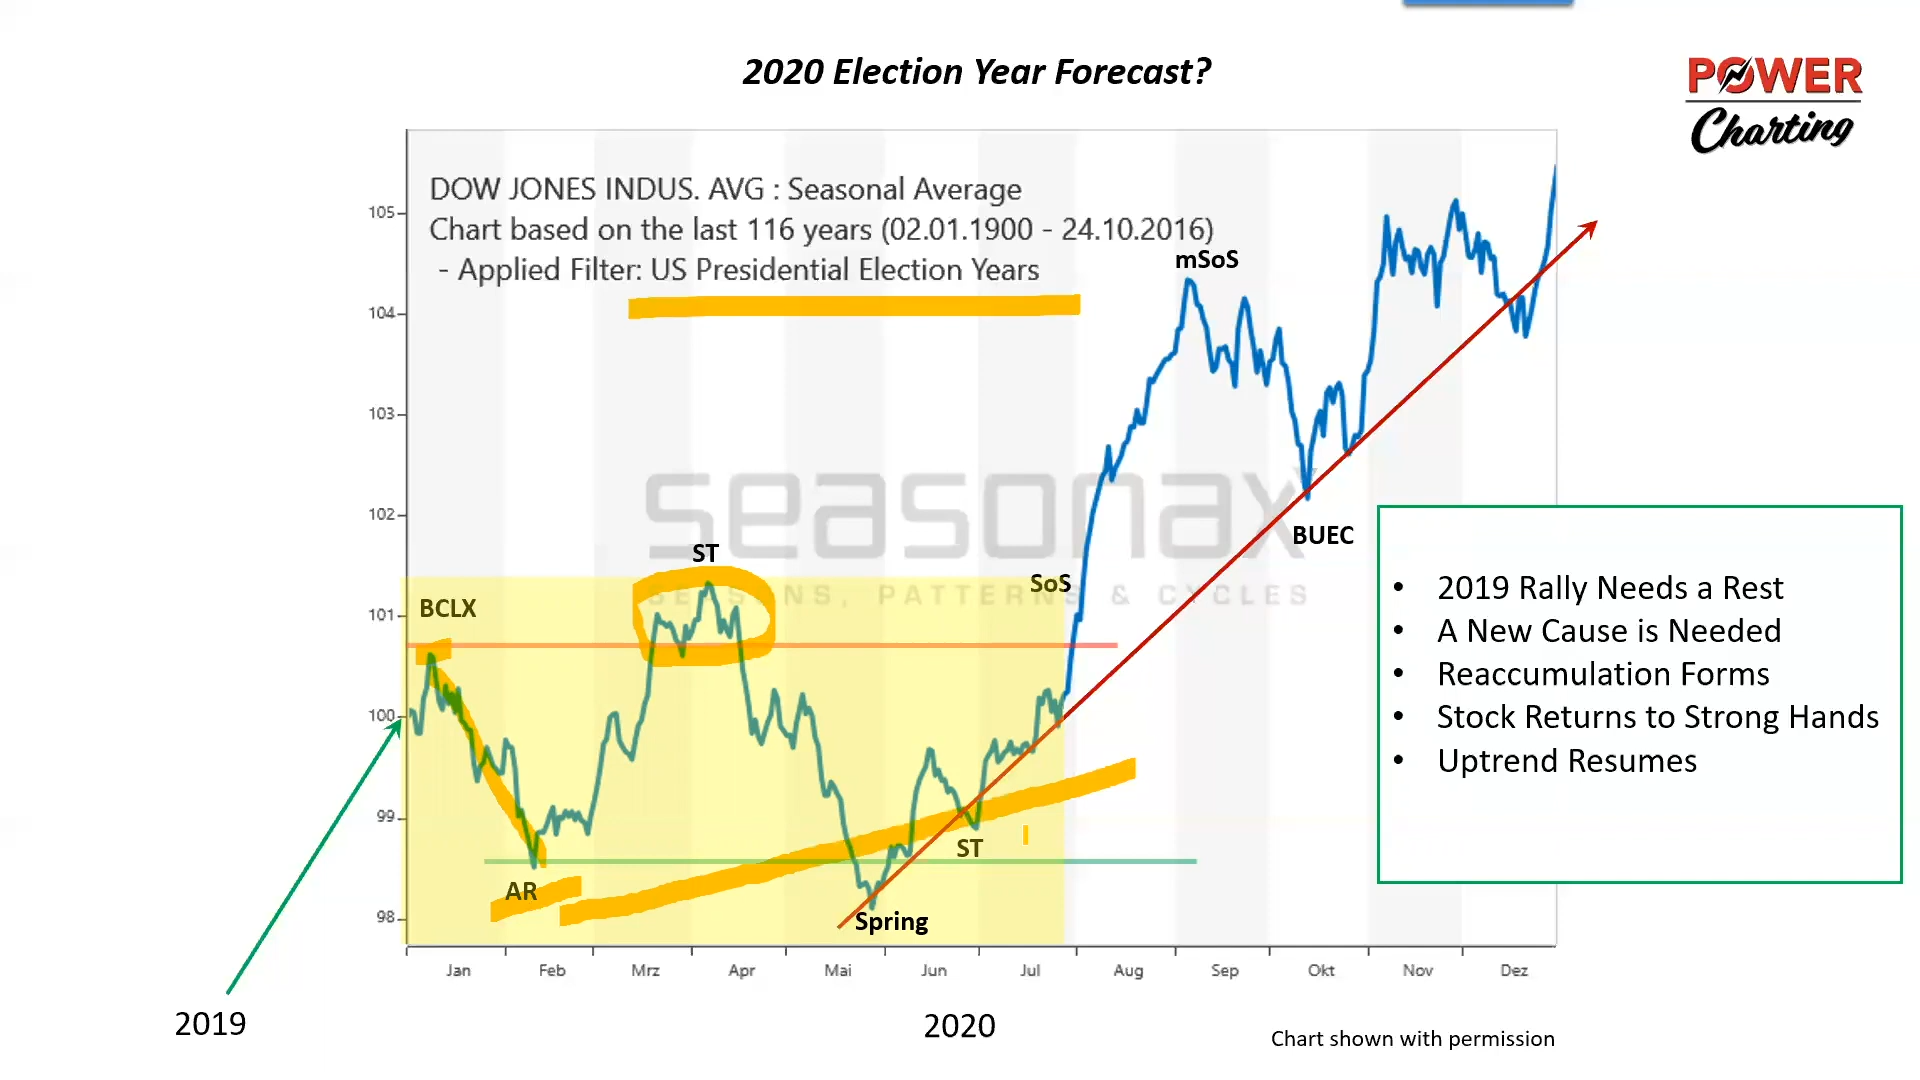 2020 Election Year Forecast?
POWER
Charting
DOW JONES INDUS. AVG : Seasonal Average
Chart based on the last 116 years (02.01.1900 - 24.10.2016)
- Applied Filter: US Presidential Election Years
mSoS
105
104
103
102
101
100
99
98
seasonax
SEASONS, PATTERNS & CYCLES
BUEC
ST
SoS
BCLX
ST
AR
Spring
• 2019 Rally Needs a Rest
• A New Cause is Needed
• Reaccumulation Forms
• Stock Returns to Strong Hands
• Uptrend Resumes
Jan Feb Mrz Apr Mai Jun Jul Aug Sep Okt Nov Dez
2019
2020
Chart shown with permission